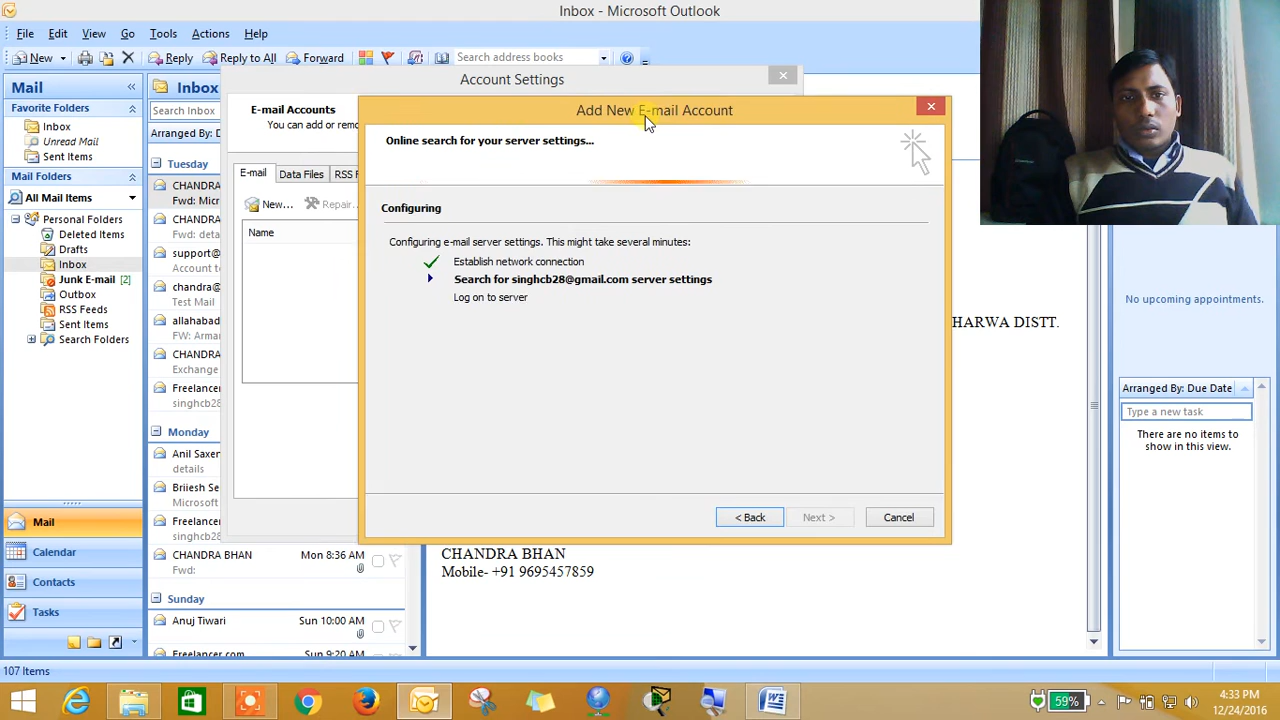 Inbox - Microsoft Outlook
File Edit View Go Tools Actions Help
New Reply Reply to All Forward Search address books
Mail «
Favorite Folders
Inbox
Unread Mail
Sent Items
Mail Folders
All Mail Items
Personal Folders
Deleted Items
Drafts
Inbox
Junk E-mail [2]
Outbox
RSS Feeds
Sent Items
Search Folders
Mail
Calendar
Contacts
Tasks
Inbox
Search Inbox
Arranged By: D
Tuesday
CHANDRA
Fwd: Micr
CHANDRA
Fwd: deta
support@
Account to
chandra@
Test Mail
allahabad
FW: Arma
CHANDRA
Exchange
Freelancer
singhcb28
Monday
Anil Saxen
details
Brijesh Se
Microsoft
Freelancer
singhcb28
CHANDRA BHAN Mon 8:36 AM
Fwd:
Sunday
Anuj Tiwari Sun 10:00 AM
Freelancer.com Sun 9:20 AM
Account Settings
E-mail Accounts
You can add or remo
E-mail Data Files RSS F
New... Repair
Name
Add New E-mail Account
Online search for your server settings...
Configuring
Configuring e-mail server settings. This might take several minutes:
Establish network connection
Search for singhcb28@gmail.com server settings
Log on to server
< Back Next > Cancel
HARWA DISTT.
CHANDRA BHAN
Mobile- +91 9695457859
No upcoming appointments.
Arranged By: Due Date
Type a new task
There are no items to
show in this view.
107 Items
59%
4:33 PM
12/24/2016